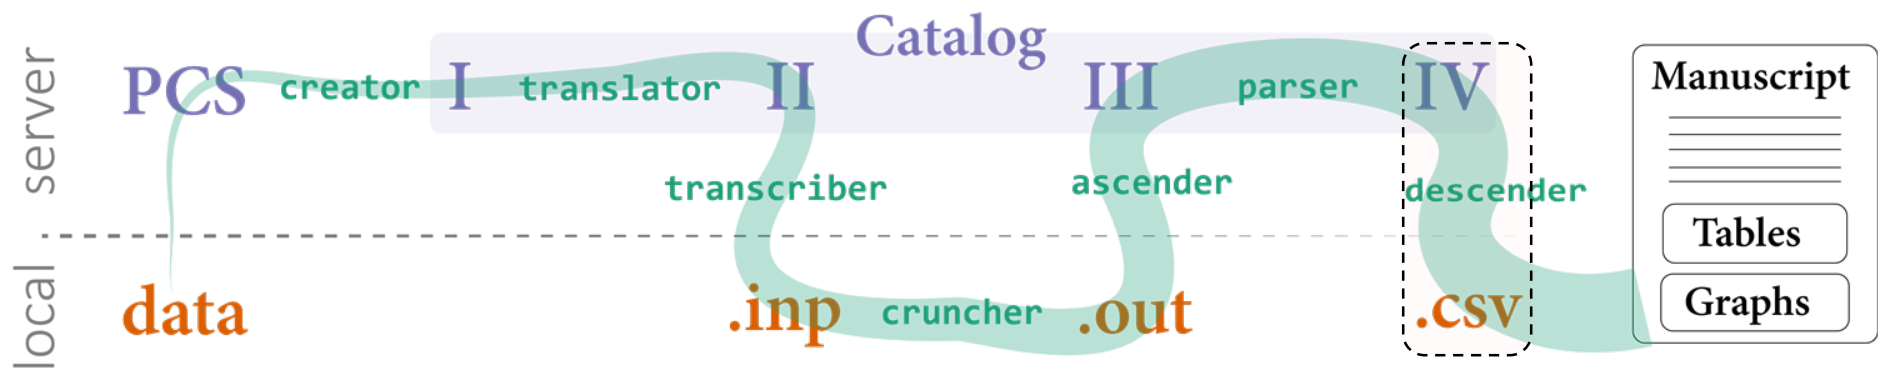 Catalog
server
PCS creator I translator II III parser IV
transcriber ascender descender
local
data .inp cruncher .out .csv
Manuscript
Tables
Graphs